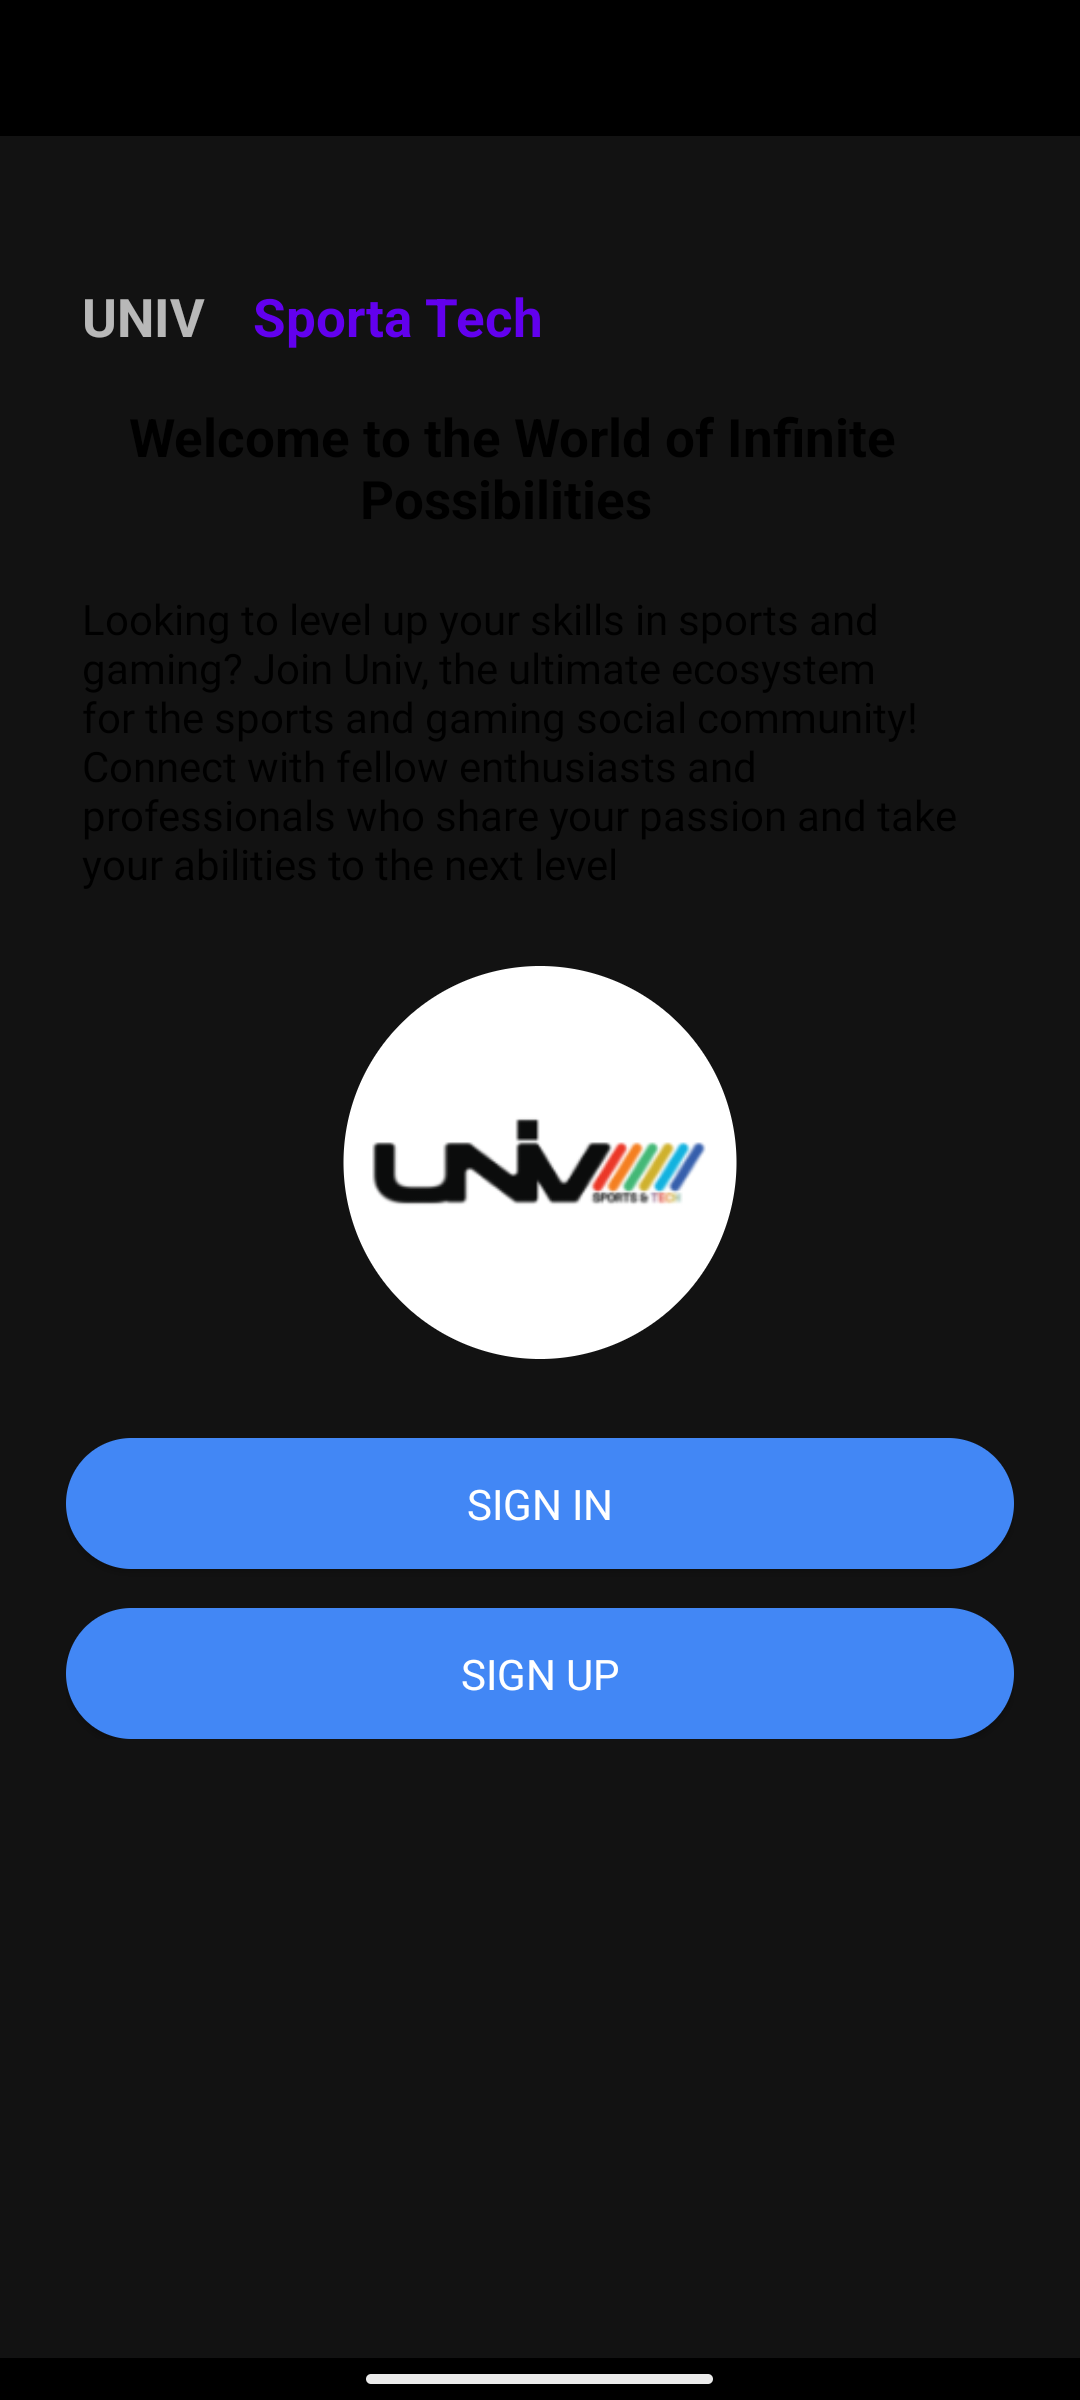 UNIV Sporta Tech
Welcome to the World of Infinite
Possibilities
Looking to level up your skills in sports and
gaming? Join Univ, the ultimate ecosystem
for the sports and gaming social community!
Connect with fellow enthusiasts and
professionals who share your passion and take
your abilities to the next level
UNIV
SPORTS & TECH
SIGN IN
SIGN UP